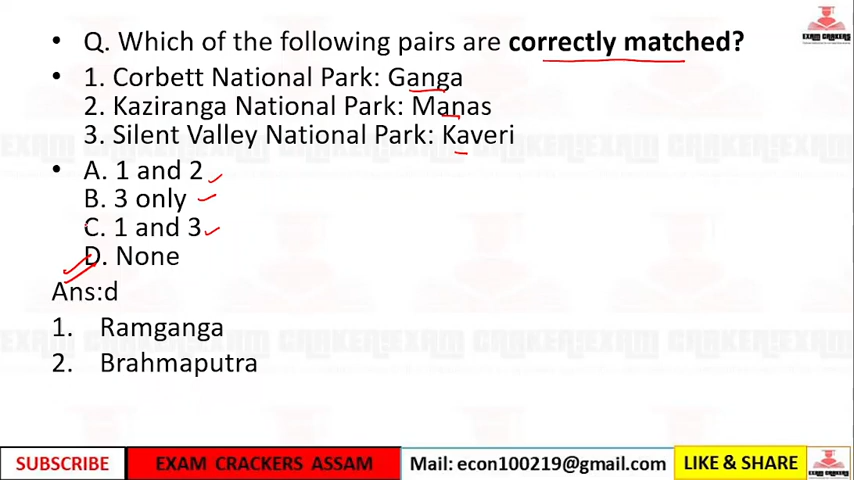 • Q. Which of the following pairs are correctly matched?
• 1. Corbett National Park: Ganga
2. Kaziranga National Park: Manas
3. Silent Valley National Park: Kaveri
• A. 1 and 2
B. 3 only
C. 1 and 3
D. None
Ans:d
1. Ramganga
2. Brahmaputra
SUBSCRIBE EXAM CRACKERS ASSAM Mail: econ100219@gmail.com LIKE & SHARE